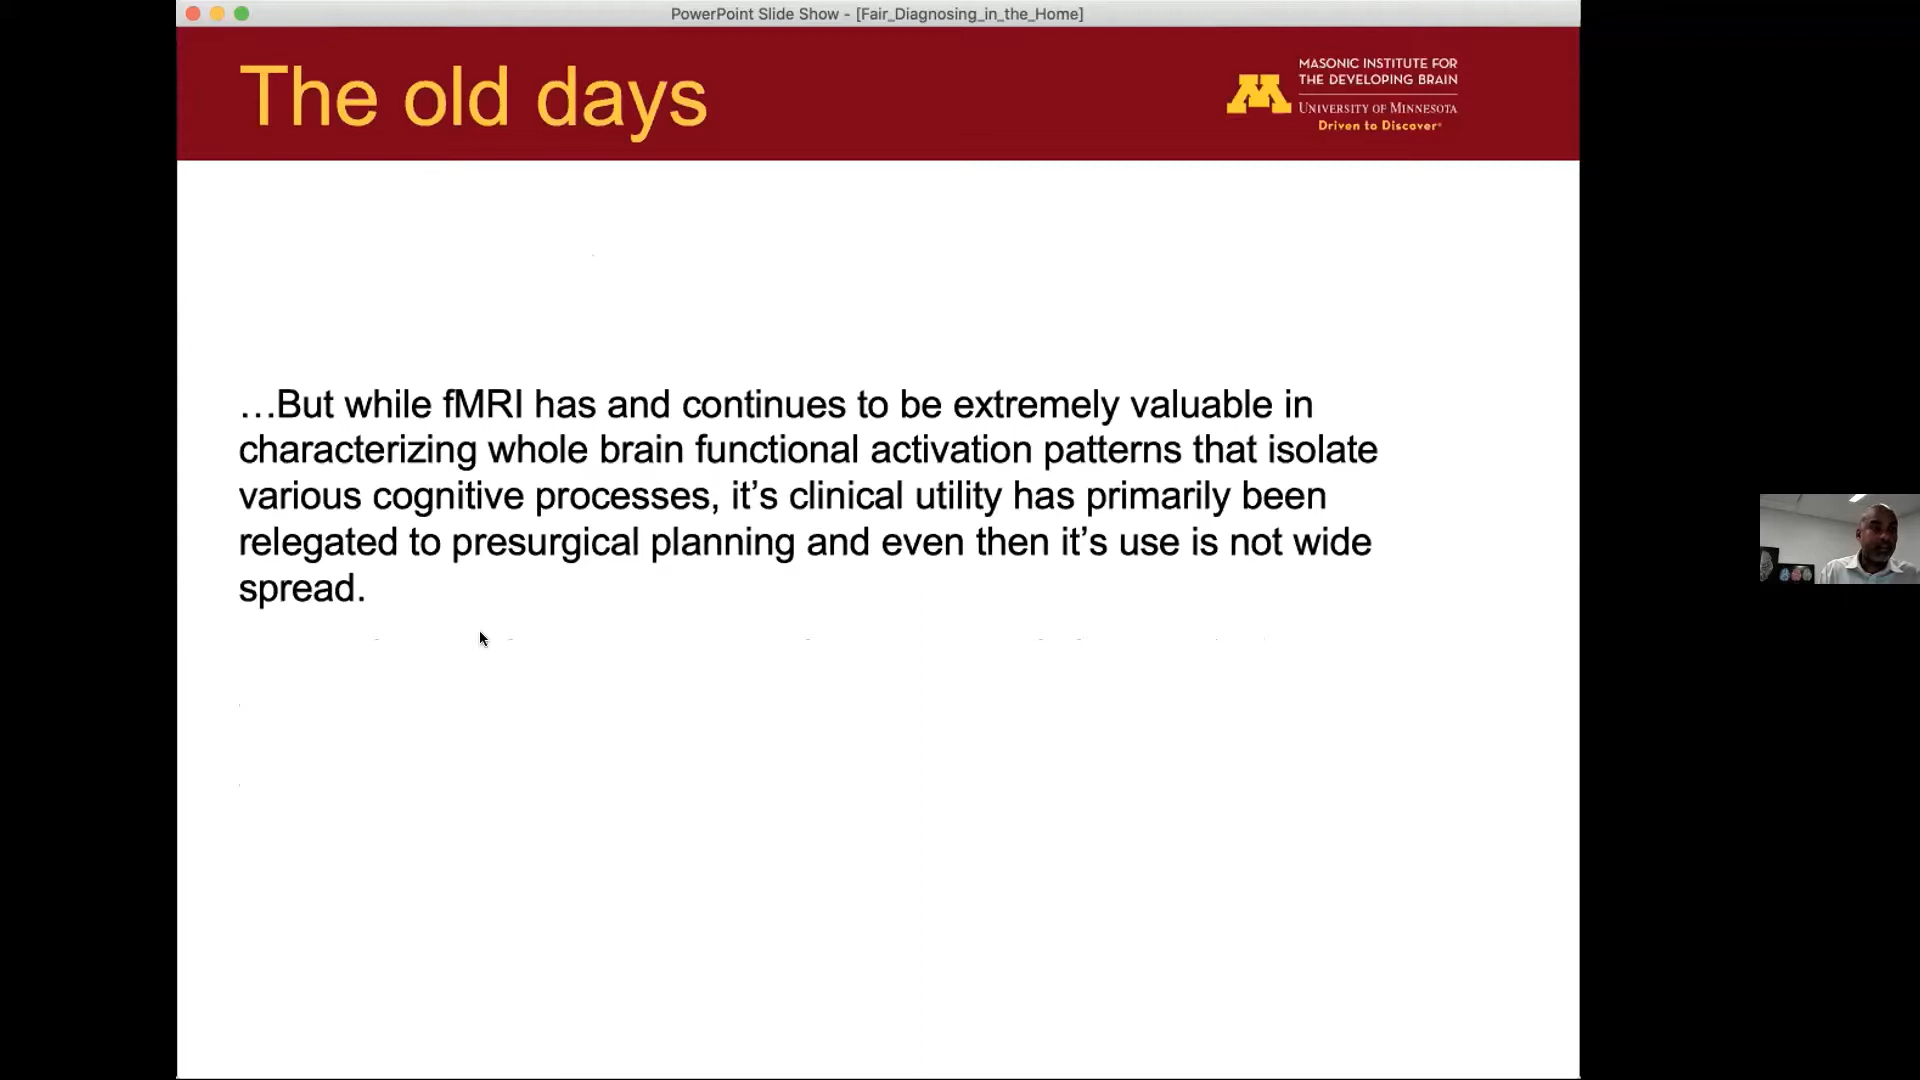 PowerPoint Slide Show - [Fair_Diagnosing_in_the_Home]
The old days
MASONIC INSTITUTE FOR
THE DEVELOPING BRAIN
UNIVERSITY OF MINNESOTA
Driven to Discover®
…But while fMRI has and continues to be extremely valuable in
characterizing whole brain functional activation patterns that isolate
various cognitive processes, it’s clinical utility has primarily been
relegated to presurgical planning and even then it’s use is not wide
spread.